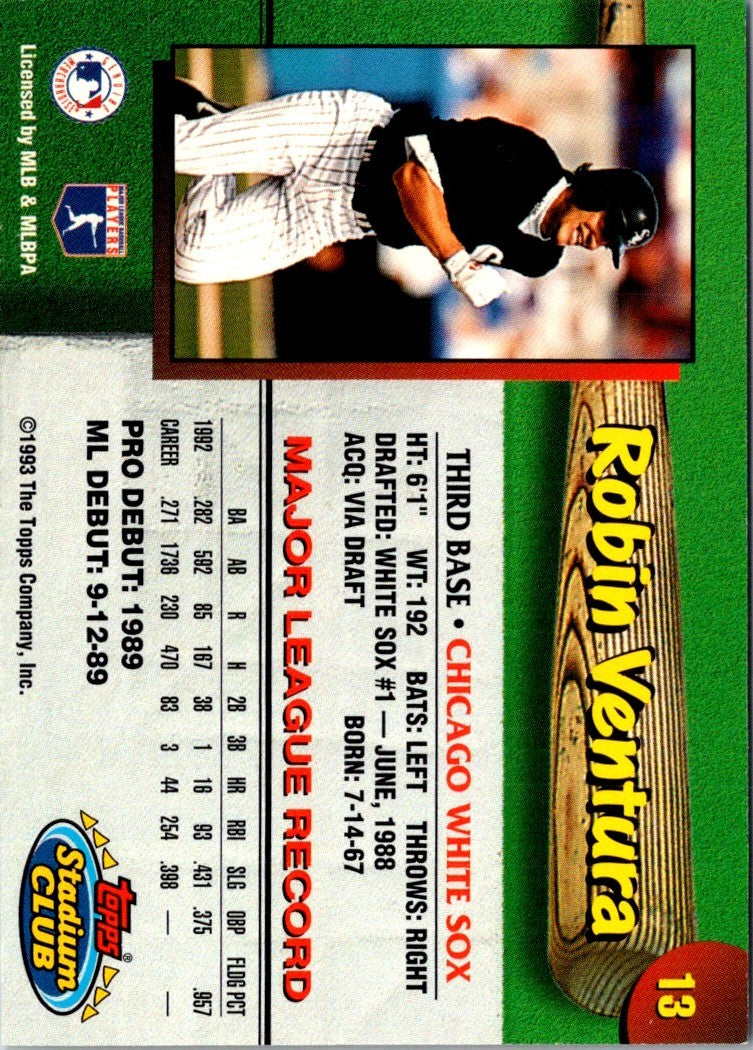 13
Robin Ventura
THIRD BASE • CHICAGO WHITE SOX
HT: 6'1" WT: 192 BATS: LEFT THROWS: RIGHT
DRAFTED: WHITE SOX #1 — JUNE, 1988
ACQ: VIA DRAFT BORN: 7-14-67
MAJOR LEAGUE RECORD
BA AB R H 2B 3B HR RBI SLG OBP FLDG PCT
1992 .282 592 85 167 38 1 16 93 .431 .375 .957
CAREER .271 1738 230 470 83 3 44 254 .398 — —
PRO DEBUT: 1989
ML DEBUT: 9-12-89
Topps®
Stadium
CLUB
PLAYERS
Licensed by MLB & MLBPA
©1993 The Topps Company, Inc.